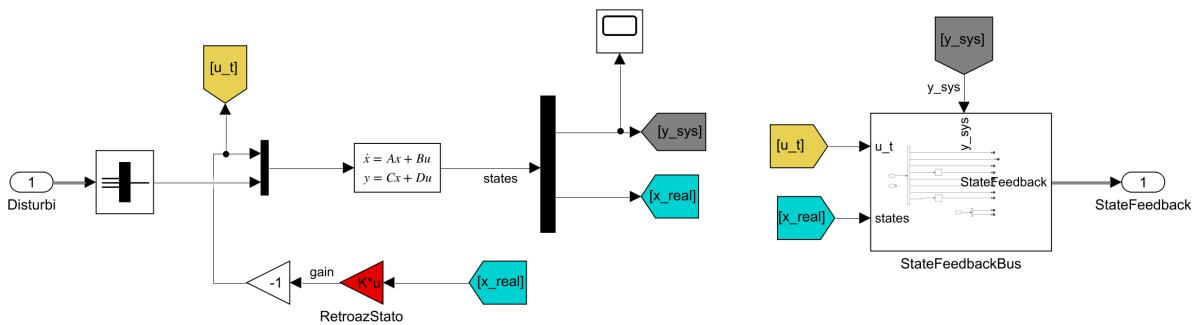 [u_t]
1
Disturbi
ẋ = Ax + Bu
y = Cx + Du
states
[y_sys]
[x_real]
-1
gain
K*u
RetroazStato
[x_real]
[y_sys]
y_sys
[u_t]
u_t
y_sys
StateFeedback
[x_real]
states
1
StateFeedback
StateFeedbackBus